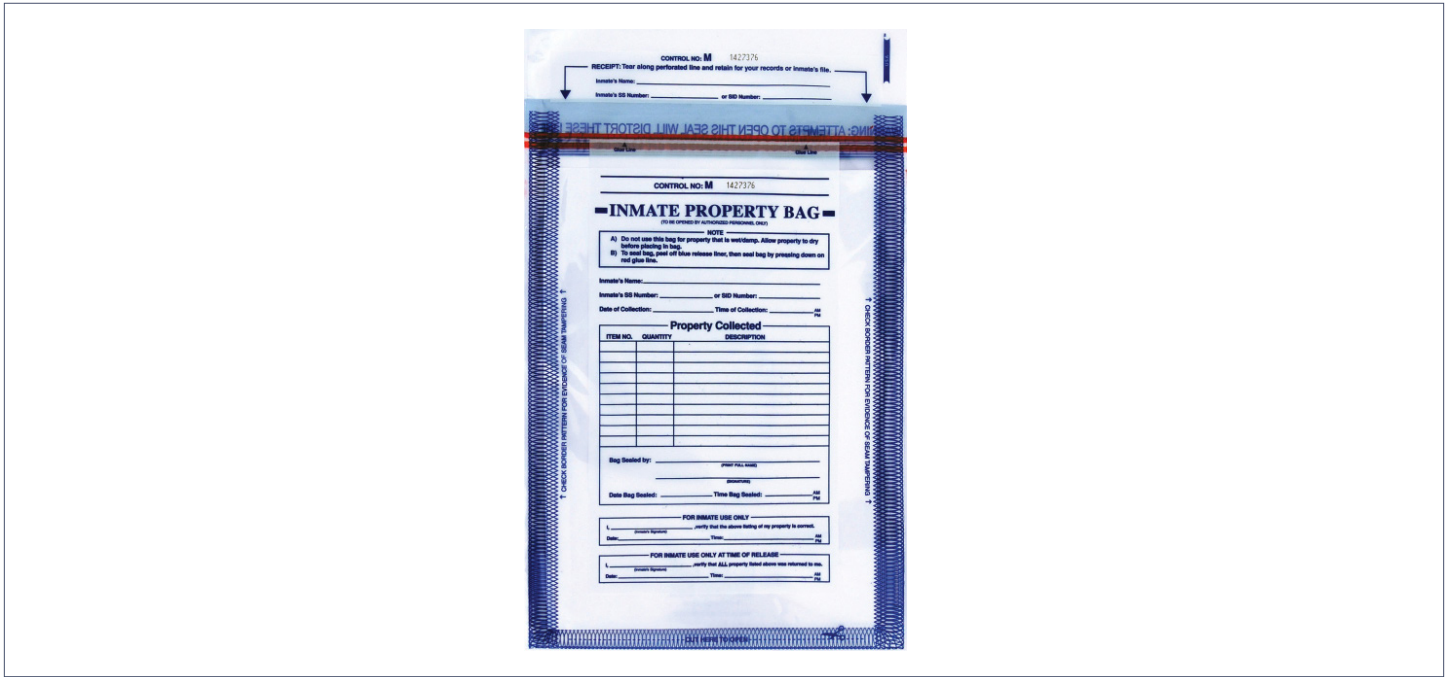 CONTROL NO: M 1427376
RECEIPT: Tear along perforated line and retain for your records or inmate's file.
Inmate's Name:
Inmate's SS Number: or SID Number:
ATTEMPTS TO OPEN THIS SEAL WILL DISTORT THESE
Glue Line Glue Line
CONTROL NO: M 1427376
INMATE PROPERTY BAG
(TO BE OPENED BY AUTHORIZED PERSONNEL ONLY)
NOTE
A) Do not use this bag for property that is wet/damp. Allow property to dry
before placing in bag.
B) To seal bag, peel off blue release liner, then seal bag by pressing down on
red glue line.
Inmate's Name:
Inmate's SS Number: or SID Number:
Date of Collection: Time of Collection: AM
PM
Property Collected
ITEM NO. QUANTITY DESCRIPTION
Bag Sealed by:
(PRINT FULL NAME)
(SIGNATURE)
Date Bag Sealed: Time Bag Sealed: AM
PM
FOR INMATE USE ONLY
I, ,verify that the above listing of my property is correct.
(Inmate's Signature)
Date: Time: AM
PM
FOR INMATE USE ONLY AT TIME OF RELEASE
I, ,verify that ALL property listed above was returned to me.
(Inmate's Signature)
Date: Time: AM
PM
↑ CHECK BORDER PATTERN FOR EVIDENCE OF SEAM TAMPERING ↑
↑ CHECK BORDER PATTERN FOR EVIDENCE OF SEAM TAMPERING ↑
CUT HERE TO OPEN